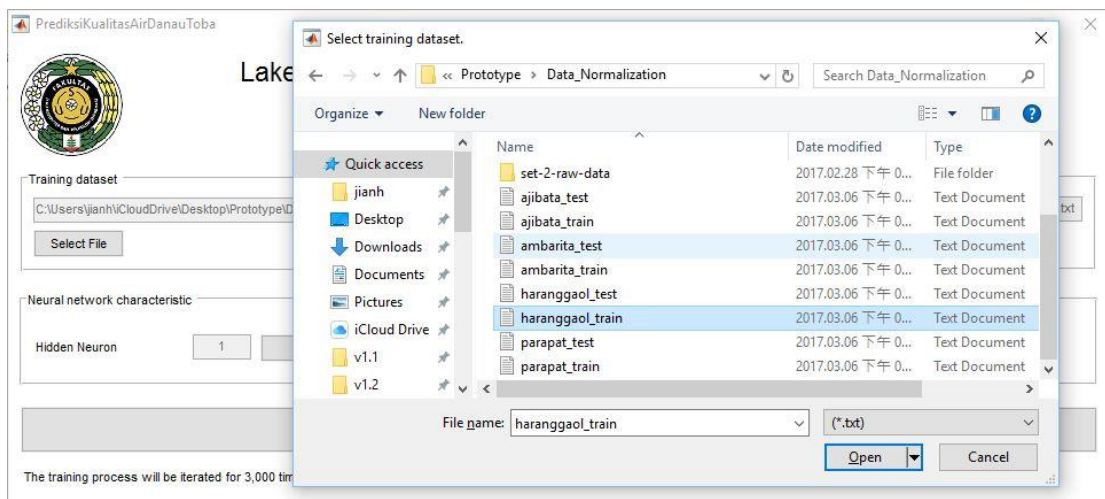 PrediksiKualitasAirDanauToba
Lake
Training dataset
C:\Users\jianh\iCloudDrive\Desktop\Prototype\D
txt
Select File
Neural network characteristic
Hidden Neuron 1
The training process will be iterated for 3,000 tim
Select training dataset.
« Prototype › Data_Normalization
Search Data_Normalization
Organize New folder
Quick access
jianh
Desktop
Downloads
Documents
Pictures
iCloud Drive
v1.1
v1.2
Name Date modified Type
set-2-raw-data 2017.02.28 下午 0... File folder
ajibata_test 2017.03.06 下午 0... Text Document
ajibata_train 2017.03.06 下午 0... Text Document
ambarita_test 2017.03.06 下午 0... Text Document
ambarita_train 2017.03.06 下午 0... Text Document
haranggaol_test 2017.03.06 下午 0... Text Document
haranggaol_train 2017.03.06 下午 0... Text Document
parapat_test 2017.03.06 下午 0... Text Document
parapat_train 2017.03.06 下午 0... Text Document
File name: haranggaol_train (*.txt)
Open Cancel